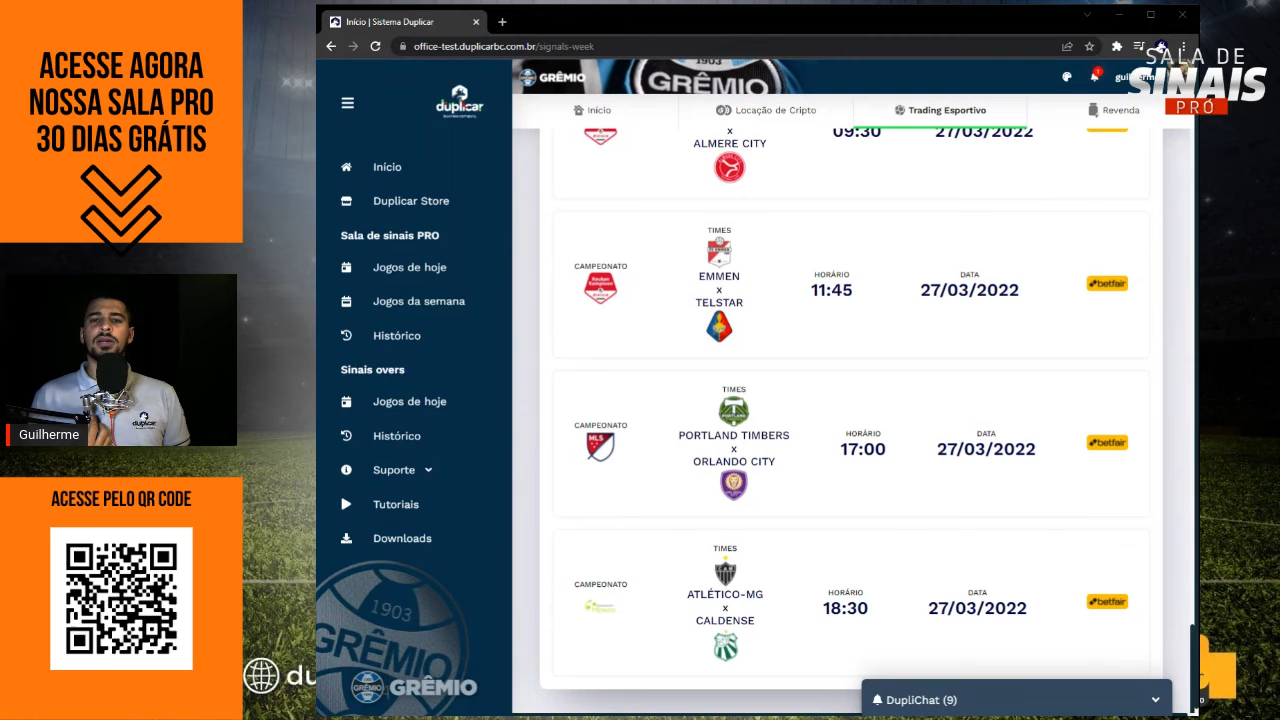 ACESSE AGORA
NOSSA SALA PRO
30 DIAS GRÁTIS
Guilherme
ACESSE PELO QR CODE
Início | Sistema Duplicar
office-test.duplicarbc.com.br/signals-week
SALA DE
SINAIS
PRÓ
1903
GRÊMIO
GRÊMIO
1
duplicar
Início
Locação de Cripto
Trading Esportivo
Revenda
Início
Duplicar Store
Sala de sinais PRO
Jogos de hoje
Jogos da semana
Histórico
Sinais overs
Jogos de hoje
Histórico
Suporte
Tutoriais
Downloads
1903
GRÊMIO
GRÊMIO
x
ALMERE CITY
09:30
27/03/2022
CAMPEONATO
TIMES
EMMEN
x
TELSTAR
HORÁRIO
11:45
DATA
27/03/2022
betfair
CAMPEONATO
MLS
TIMES
PORTLAND TIMBERS
x
ORLANDO CITY
HORÁRIO
17:00
DATA
27/03/2022
betfair
CAMPEONATO
TIMES
ATLÉTICO-MG
x
CALDENSE
HORÁRIO
18:30
DATA
27/03/2022
betfair
DupliChat (9)